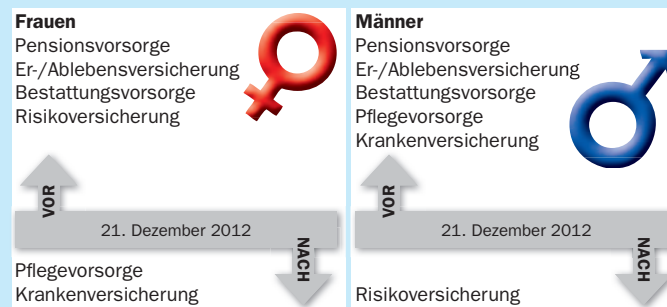 Frauen
Pensionsvorsorge
Er-/Ablebensversicherung
Bestattungsvorsorge
Risikoversicherung
VOR
21. Dezember 2012
NACH
Pflegevorsorge
Krankenversicherung
Männer
Pensionsvorsorge
Er-/Ablebensversicherung
Bestattungsvorsorge
Pflegevorsorge
Krankenversicherung
VOR
21. Dezember 2012
NACH
Risikoversicherung